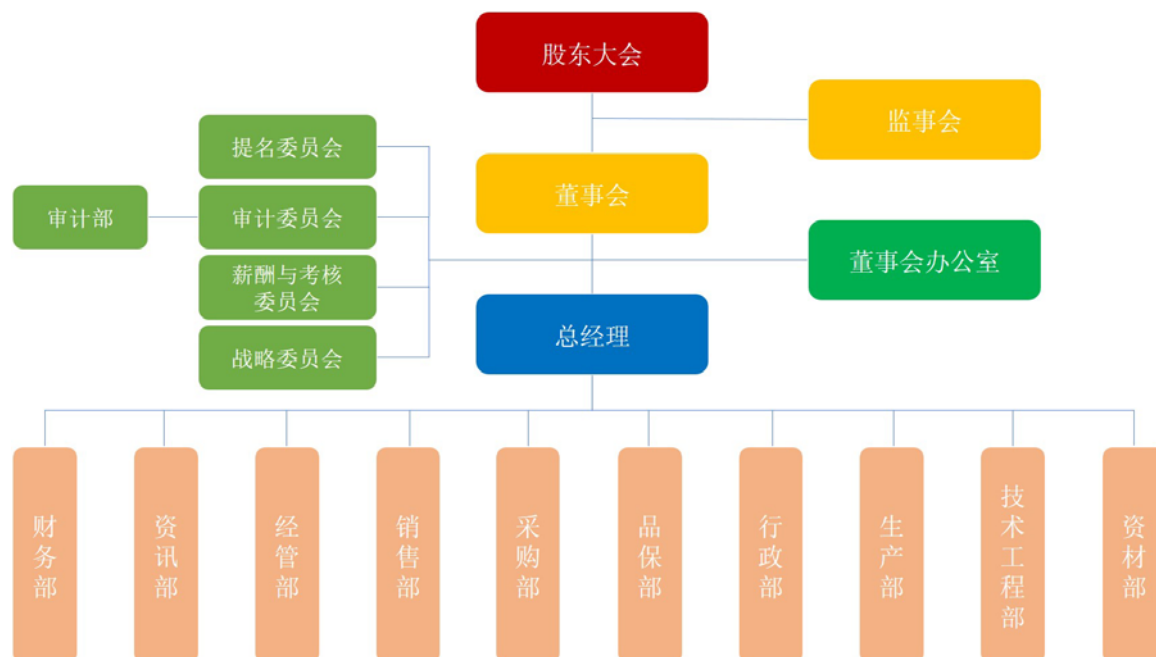 股东大会
监事会
提名委员会
董事会
审计部
审计委员会
董事会办公室
薪酬与考核
委员会
总经理
战略委员会
财务部
资讯部
经管部
销售部
采购部
品保部
行政部
生产部
技术工程部
资材部